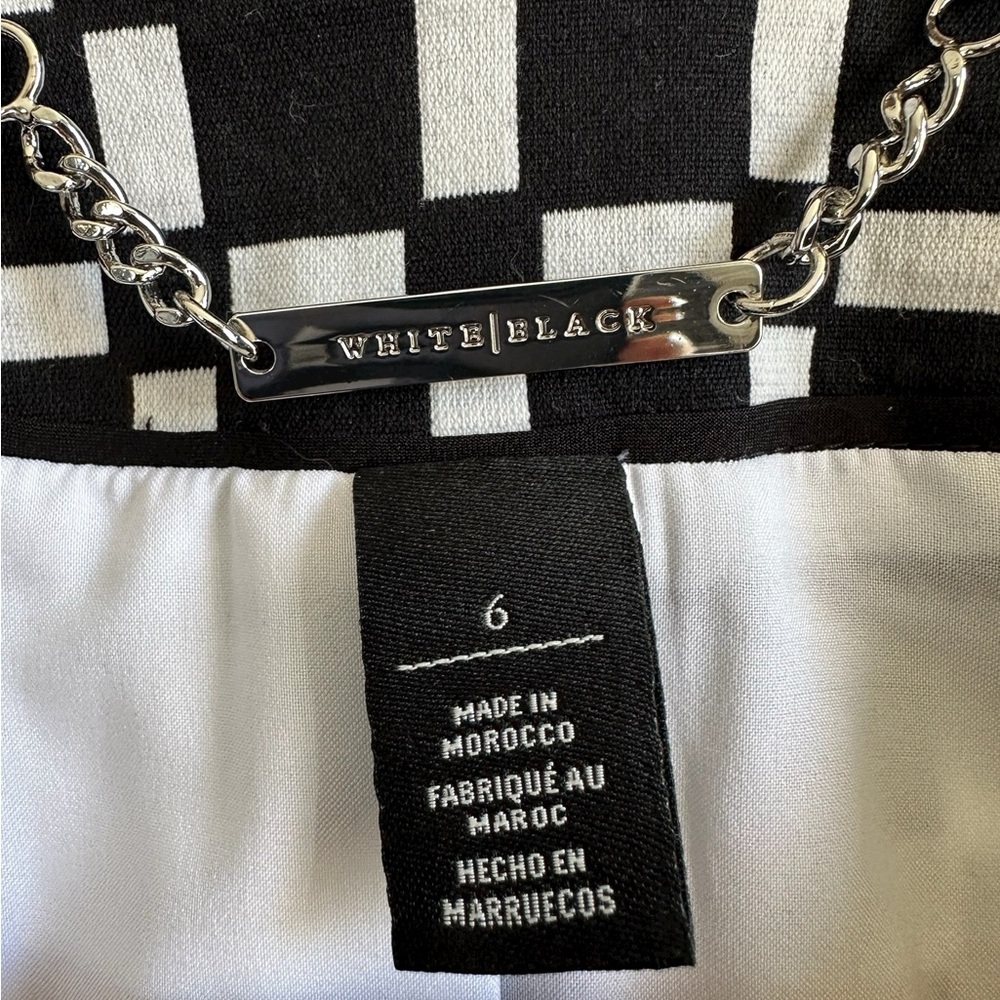 WHITE|BLACK
6
MADE IN
MOROCCO
FABRIQUÉ AU
MAROC
HECHO EN
MARRUECOS